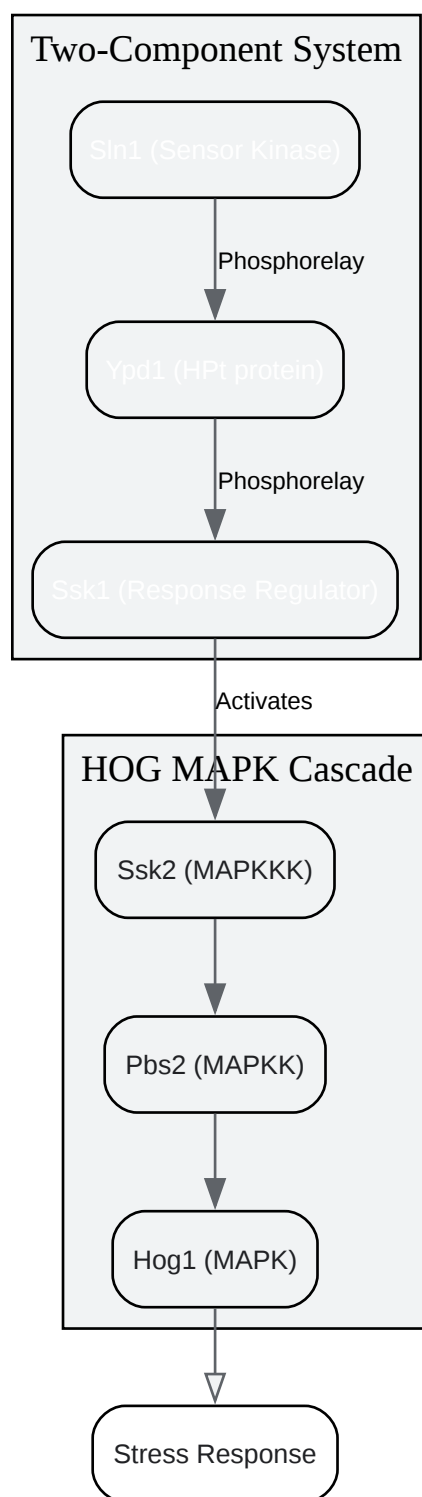 Two-Component System
Sln1 (Sensor Kinase)
Phosphorelay
Ypd1 (HPt protein)
Phosphorelay
Ssk1 (Response Regulator)
Activates
HOG MAPK Cascade
Ssk2 (MAPKKK)
Pbs2 (MAPKK)
Hog1 (MAPK)
Stress Response